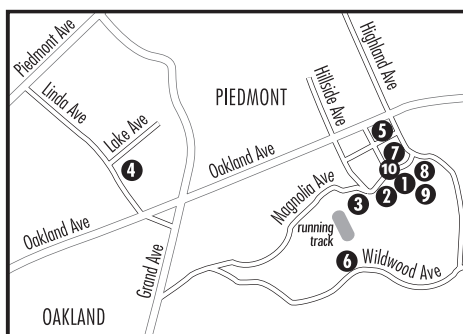 Piedmont Ave
Highland Ave
Linda Ave
Hillside Ave
PIEDMONT
Lake Ave
5
7
4
Oakland Ave
10
8
1
Magnolia Ave
3
2
9
running
track
Oakland Ave
6
Wildwood Ave
Grand Ave
OAKLAND